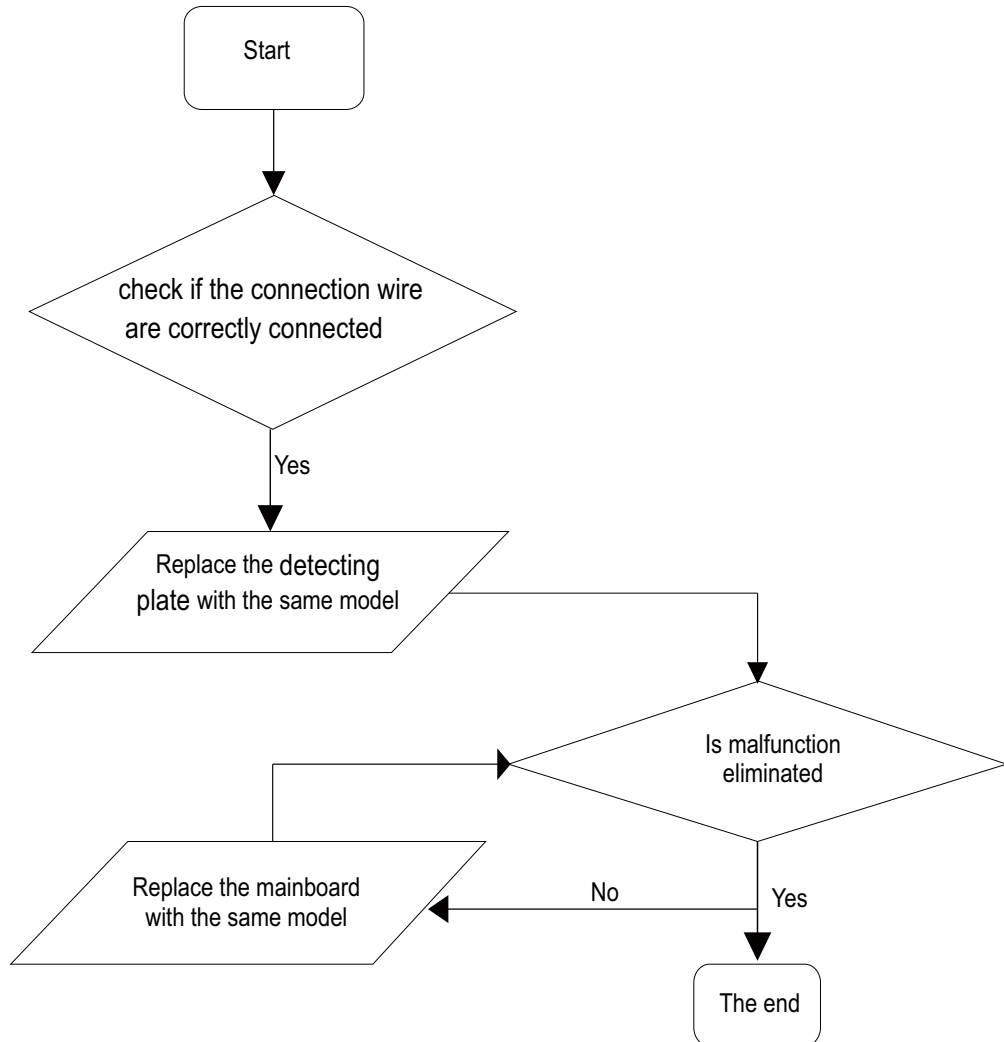 Start
check if the connection wire
are correctly connected
Yes
Replace the detecting
plate with the same model
Is malfunction
eliminated
Replace the mainboard
with the same model
No
Yes
The end